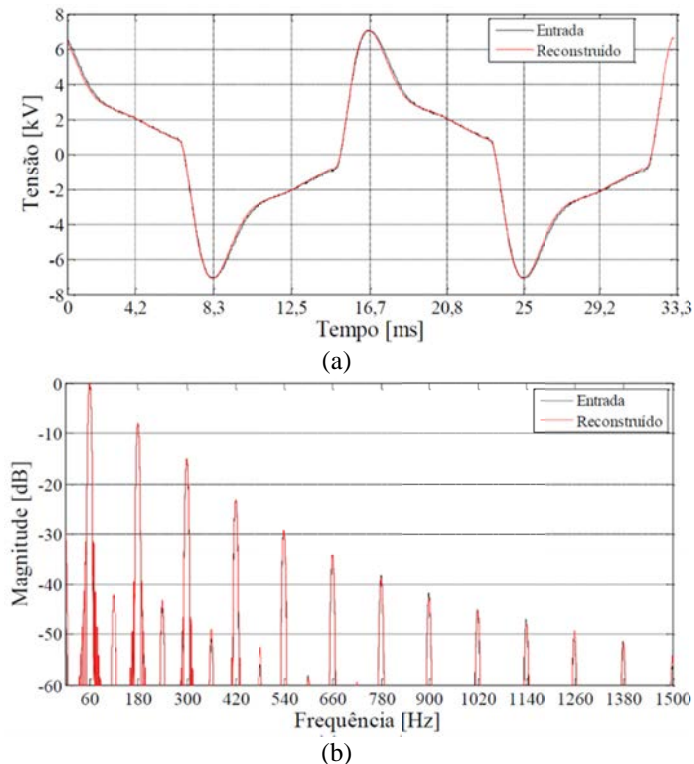 8
6
4
2
0
-2
-4
-6
-8
Tensão [kV]
Entrada
Reconstruído
0 4,2 8,3 12,5 16,7 20,8 25 29,2 33,3
Tempo [ms]
(a)
0
-10
-20
-30
-40
-50
-60
Magnitude [dB]
Entrada
Reconstruído
60 180 300 420 540 660 780 900 1020 1140 1260 1380 1500
Frequência [Hz]
(b)